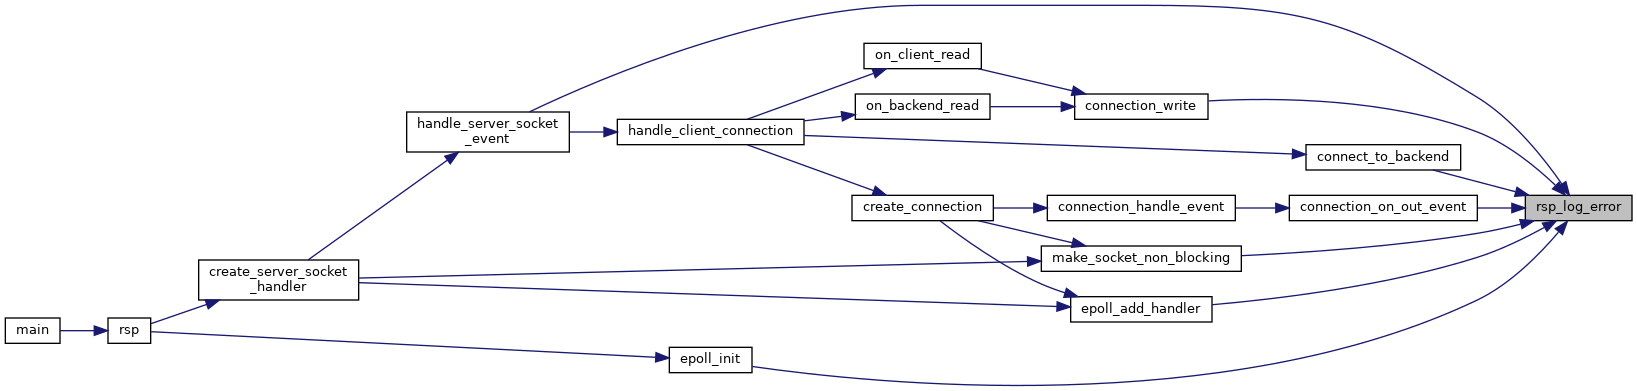 on_client_read
on_backend_read
connection_write
handle_server_socket
_event
handle_client_connection
connect_to_backend
create_connection
connection_handle_event
connection_on_out_event
rsp_log_error
make_socket_non_blocking
create_server_socket
_handler
epoll_add_handler
main
rsp
epoll_init